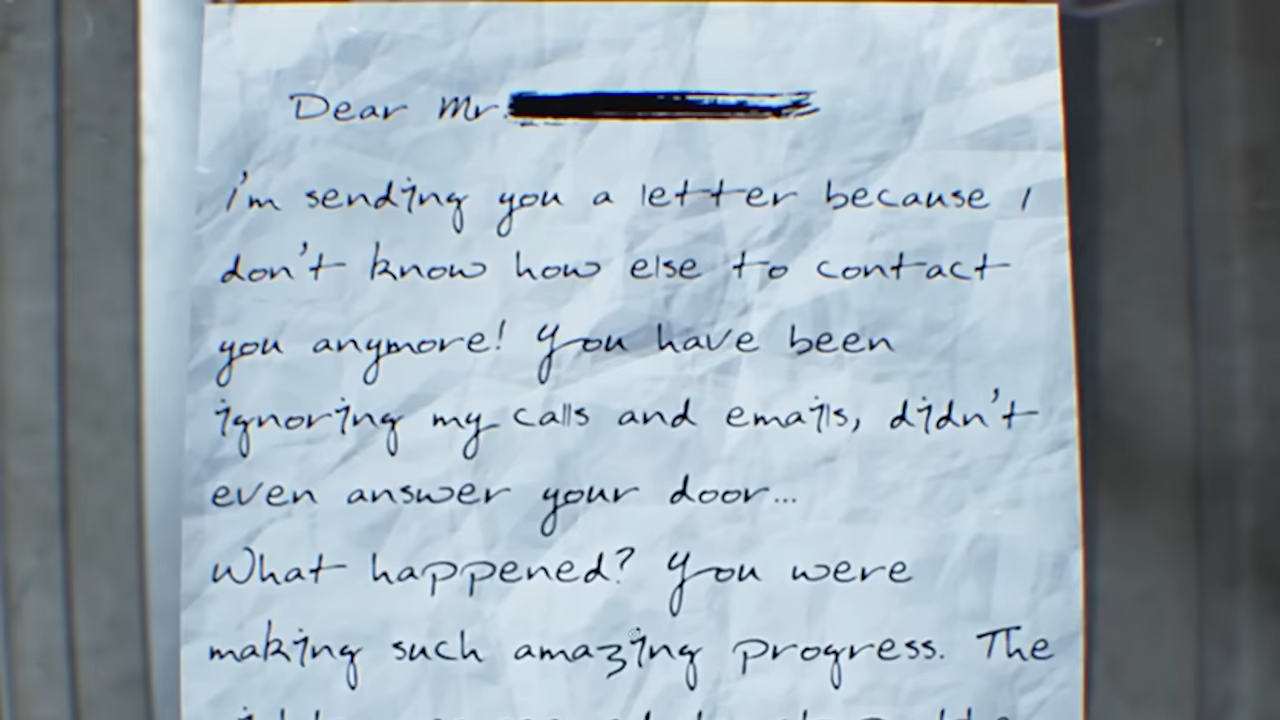 Dear Mr.
i'm sending you a letter because I
don't know how else to contact
you anymore! You have been
ignoring my calls and emails, didn't
even answer your door...
What happened? You were
making such amazing progress. The